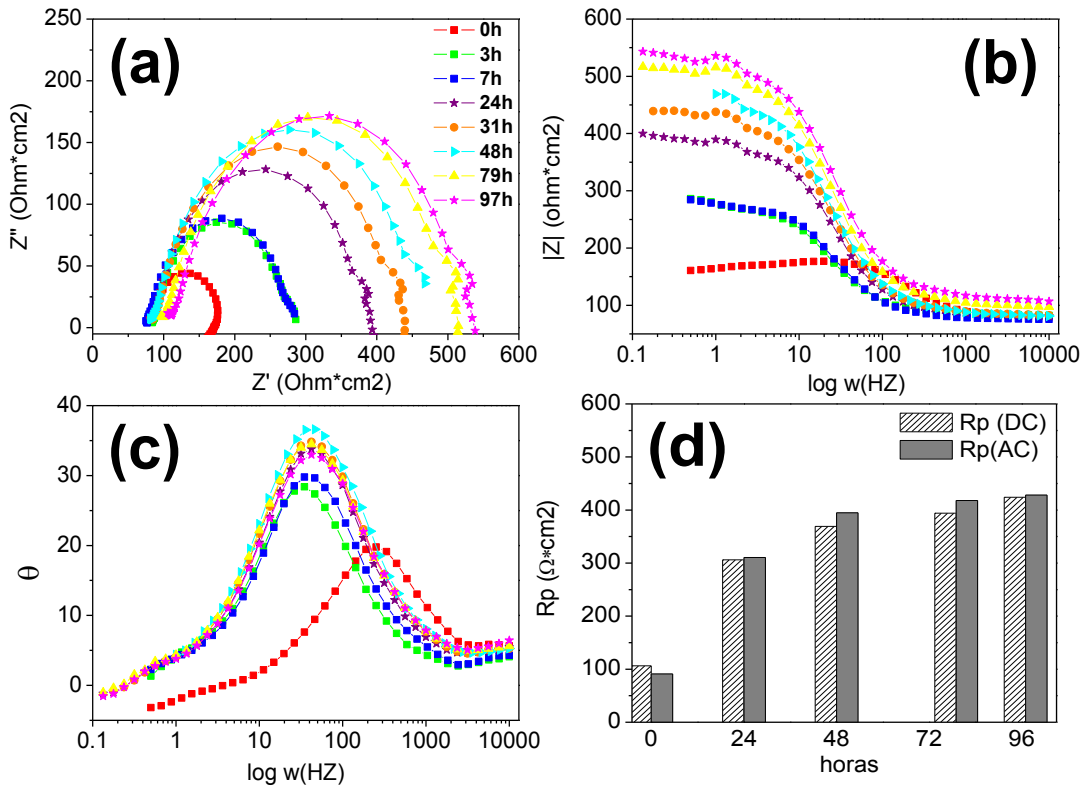 (a)
250
200
150
100
50
0
Z'' (Ohm*cm2)
0 100 200 300 400 500 600
Z' (Ohm*cm2)
0h
3h
7h
24h
31h
48h
79h
97h
(b)
600
500
400
300
200
100
|Z| (ohm*cm2)
0.1 1 10 100 1000 10000
log w(HZ)
(c)
40
30
20
10
0
θ
0.1 1 10 100 1000 10000
log w(HZ)
(d)
600
500
400
300
200
100
0
Rp (Ω*cm2)
Rp (DC)
Rp(AC)
0 24 48 72 96
horas